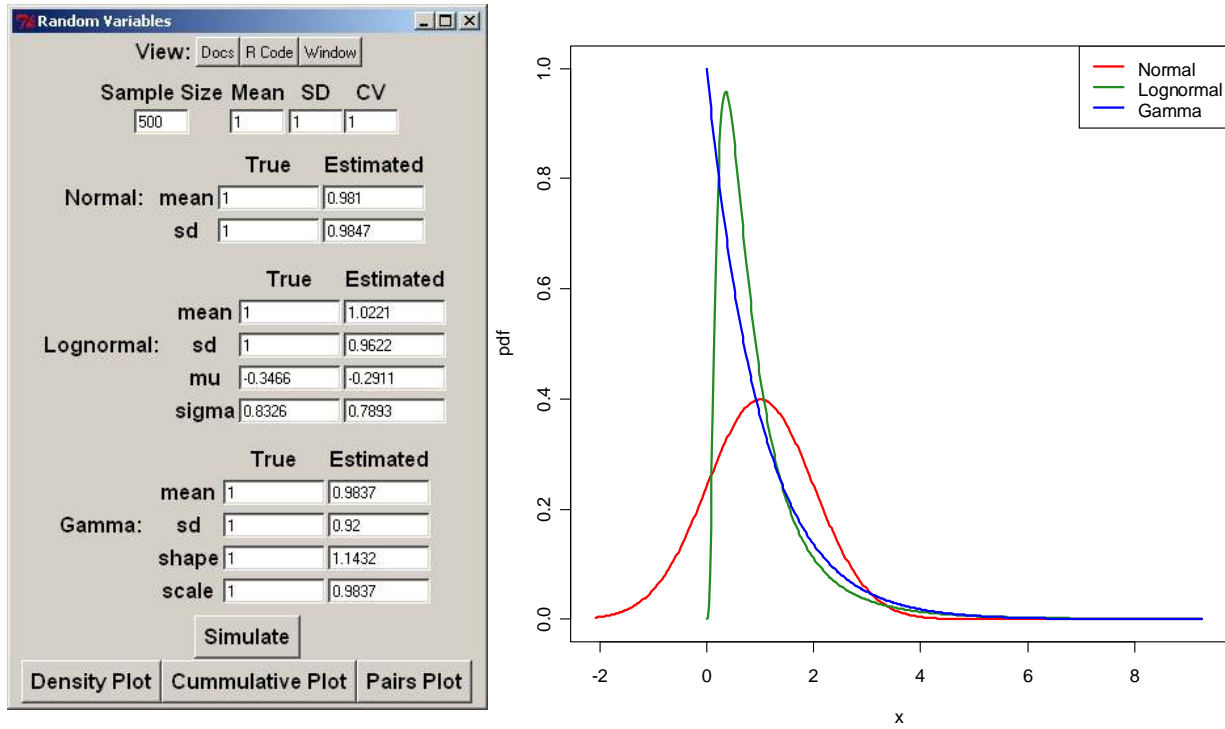 Random Variables
View: Docs R Code Window
Sample Size Mean SD CV
500 1 1 1
True Estimated
Normal: mean 1 0.981
sd 1 0.9847
True Estimated
mean 1 1.0221
Lognormal: sd 1 0.9622
mu -0.3466 -0.2911
sigma 0.8326 0.7893
True Estimated
mean 1 0.9837
Gamma: sd 1 0.92
shape 1 1.1432
scale 1 0.9837
Simulate
Density Plot Cummulative Plot Pairs Plot
Normal
Lognormal
Gamma
pdf
1.0
0.8
0.6
0.4
0.2
0.0
-2 0 2 4 6 8
x